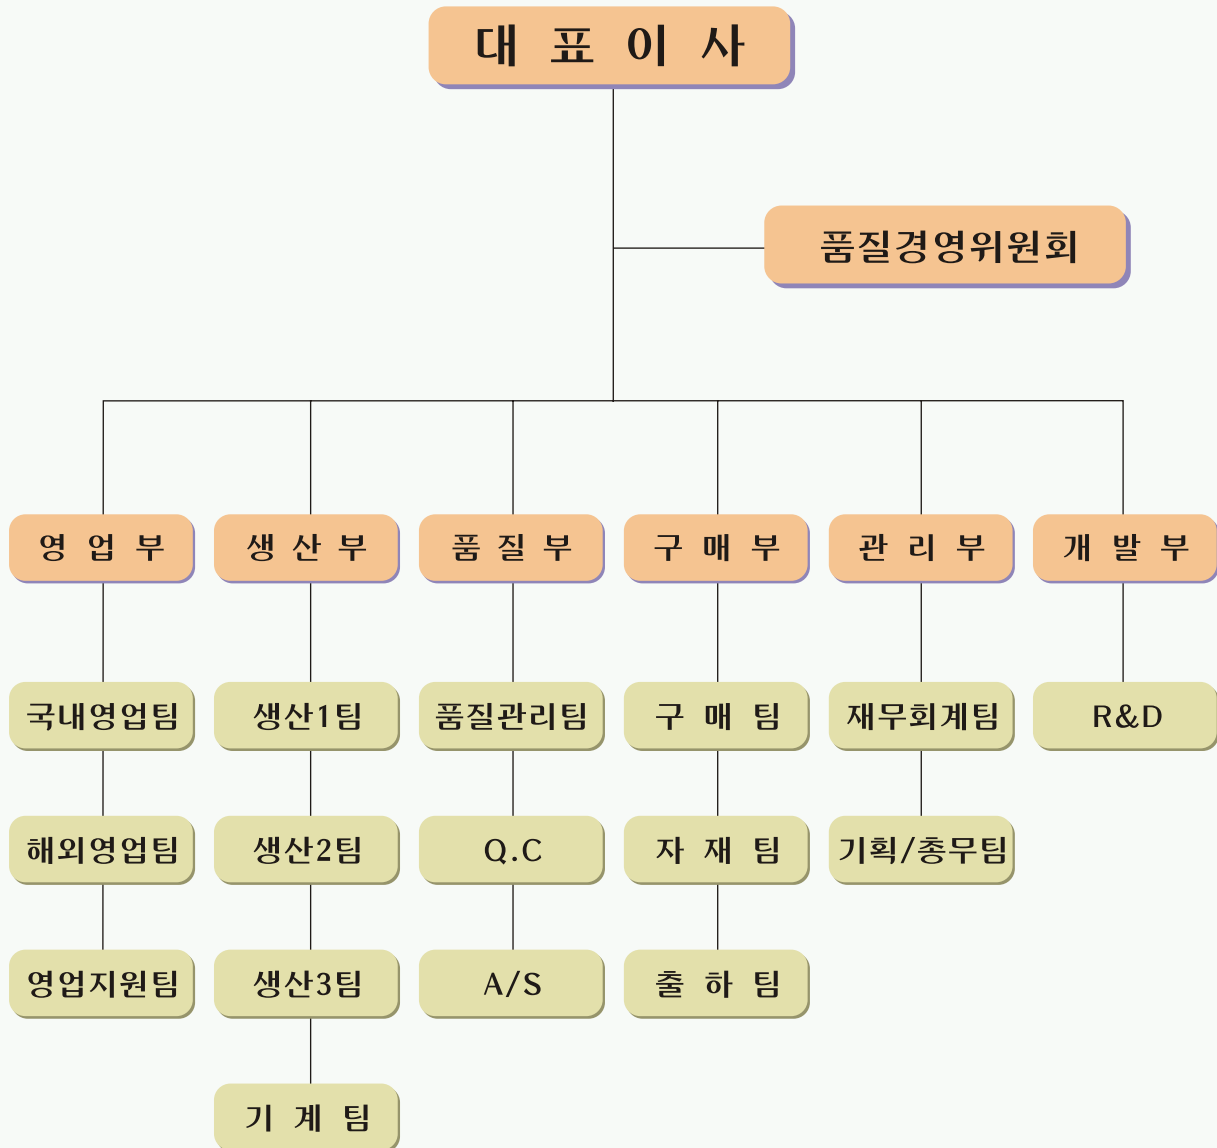 대 표 이 사
품질경영위원회
영 업 부
생 산 부
품 질 부
구 매 부
관 리 부
개 발 부
국내영업팀
생산1팀
품질관리팀
구 매 팀
재무회계팀
R&D
해외영업팀
생산2팀
Q.C
자 재 팀
기획/총무팀
영업지원팀
생산3팀
A/S
출 하 팀
기 계 팀